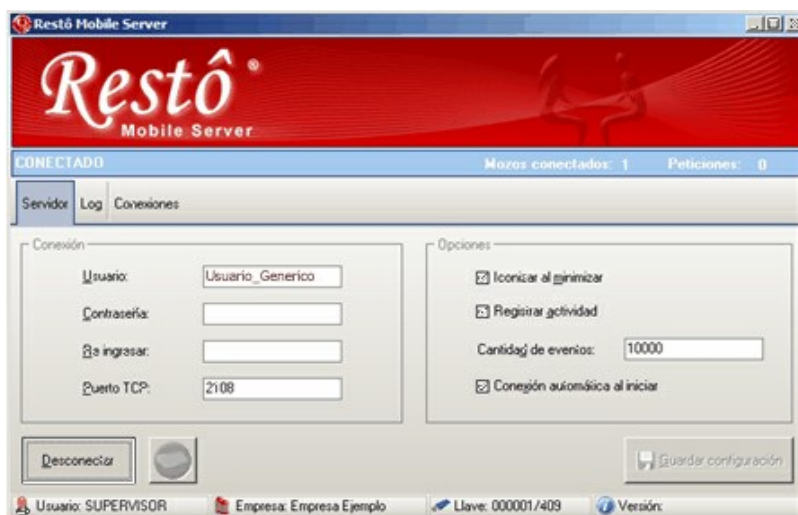 Restô Mobile Server
Restô ®
Mobile Server
CONECTADO Mozos conectados: 1 Peticiones: 0
Servidor Log Conexiones
Conexión
Usuario: Usuario_Generico
Contraseña:
Re ingresar:
Puerto TCP: 2108
Opciones
Iconizar al minimizar
Registrar actividad
Cantidad de eventos: 10000
Conexión automática al iniciar
Desconectar
Guardar configuración
Usuario: SUPERVISOR Empresa: Empresa Ejemplo Llave: 000001/409 Versión: